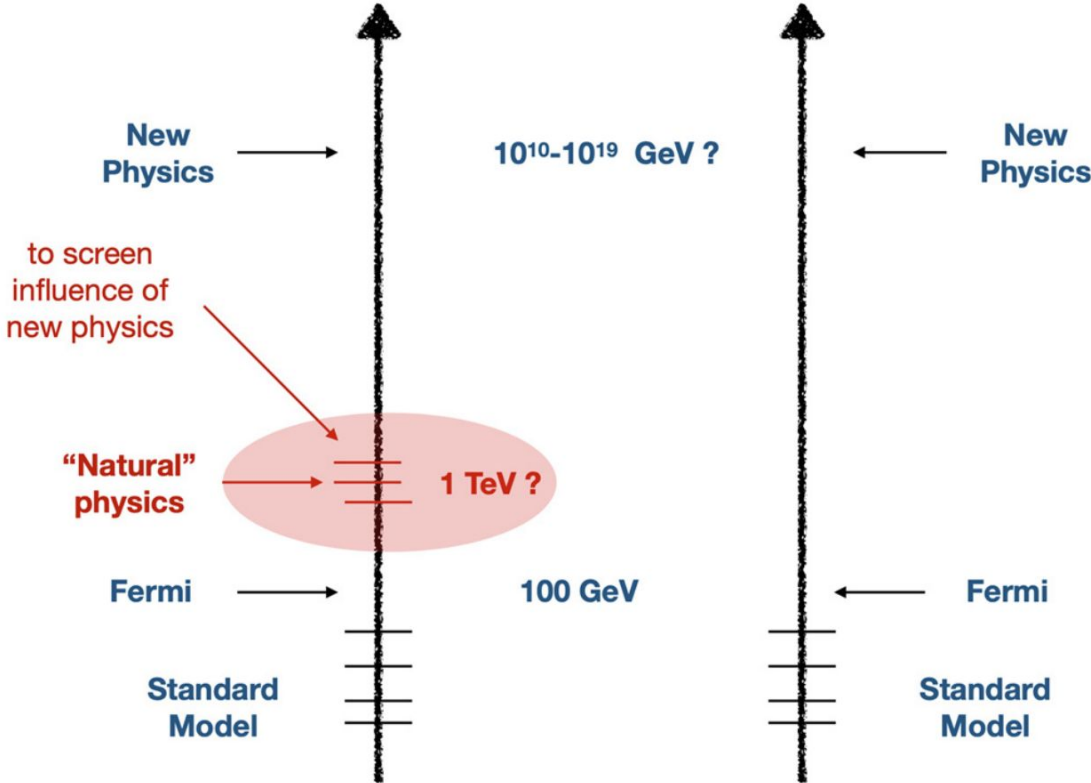 New
Physics
10¹⁰-10¹⁹ GeV ?
New
Physics
to screen
influence of
new physics
“Natural”
physics
1 TeV ?
Fermi
100 GeV
Fermi
Standard
Model
Standard
Model